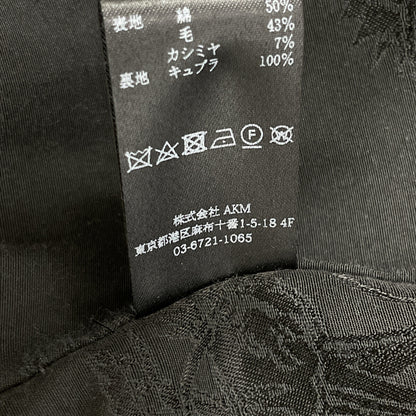 表地 綿 50%
毛 43%
カシミヤ 7%
裏地 キュプラ 100%
株式会社 AKM
東京都港区麻布十番1-5-18 4F
03-6721-1065